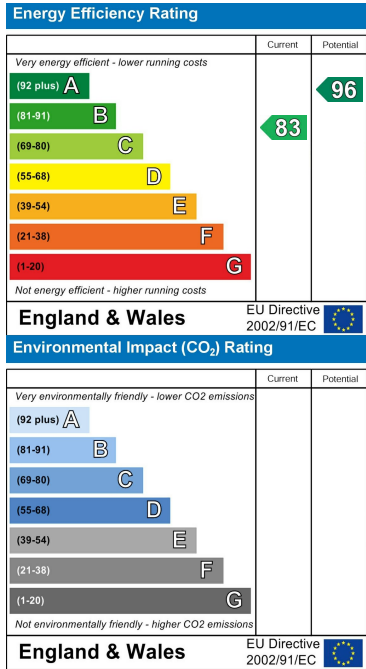 Energy Efficiency Rating
Current Potential
Very energy efficient - lower running costs
(92 plus) A
96
(81-91) B
83
(69-80) C
(55-68) D
(39-54) E
(21-38) F
(1-20) G
Not energy efficient - higher running costs
England & Wales
EU Directive
2002/91/EC
Environmental Impact (CO₂) Rating
Current Potential
Very environmentally friendly - lower CO2 emissions
(92 plus) A
(81-91) B
(69-80) C
(55-68) D
(39-54) E
(21-38) F
(1-20) G
Not environmentally friendly - higher CO2 emissions
England & Wales
EU Directive
2002/91/EC